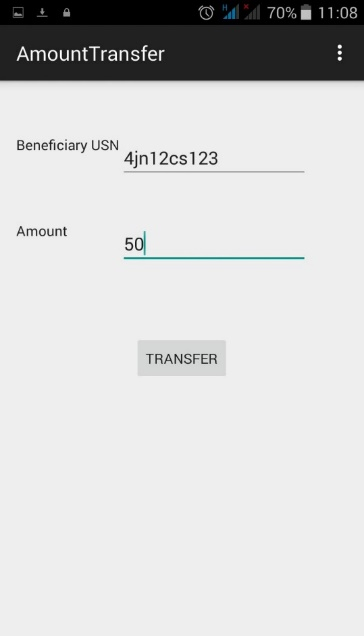 H 70% 11:08
AmountTransfer
Beneficiary USN 4jn12cs123
Amount 50
TRANSFER